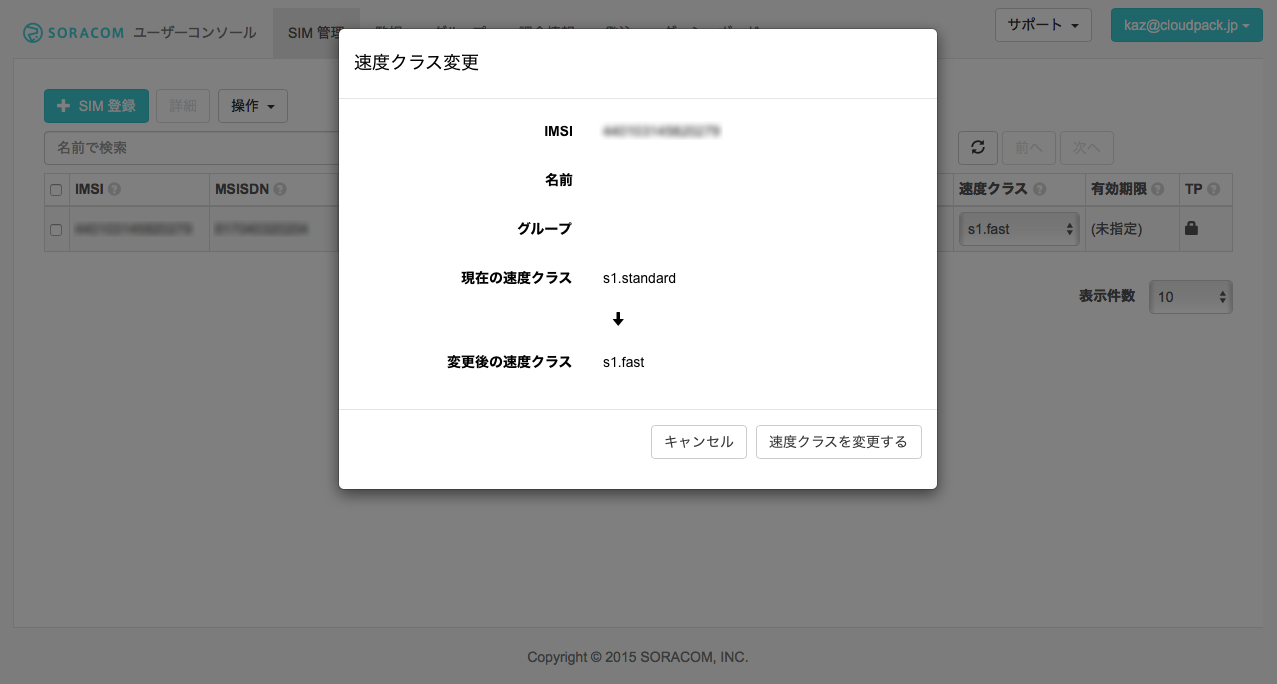 SORACOM ユーザーコンソール
SIM 管理
サポート
kaz@cloudpack.jp
速度クラス変更
SIM 登録
詳細
操作
名前で検索
前へ
次へ
IMSI
MSISDN
速度クラス
有効期限
TP
s1.fast
(未指定)
表示件数
10
IMSI
名前
グループ
現在の速度クラス s1.standard
変更後の速度クラス s1.fast
キャンセル
速度クラスを変更する
Copyright © 2015 SORACOM, INC.